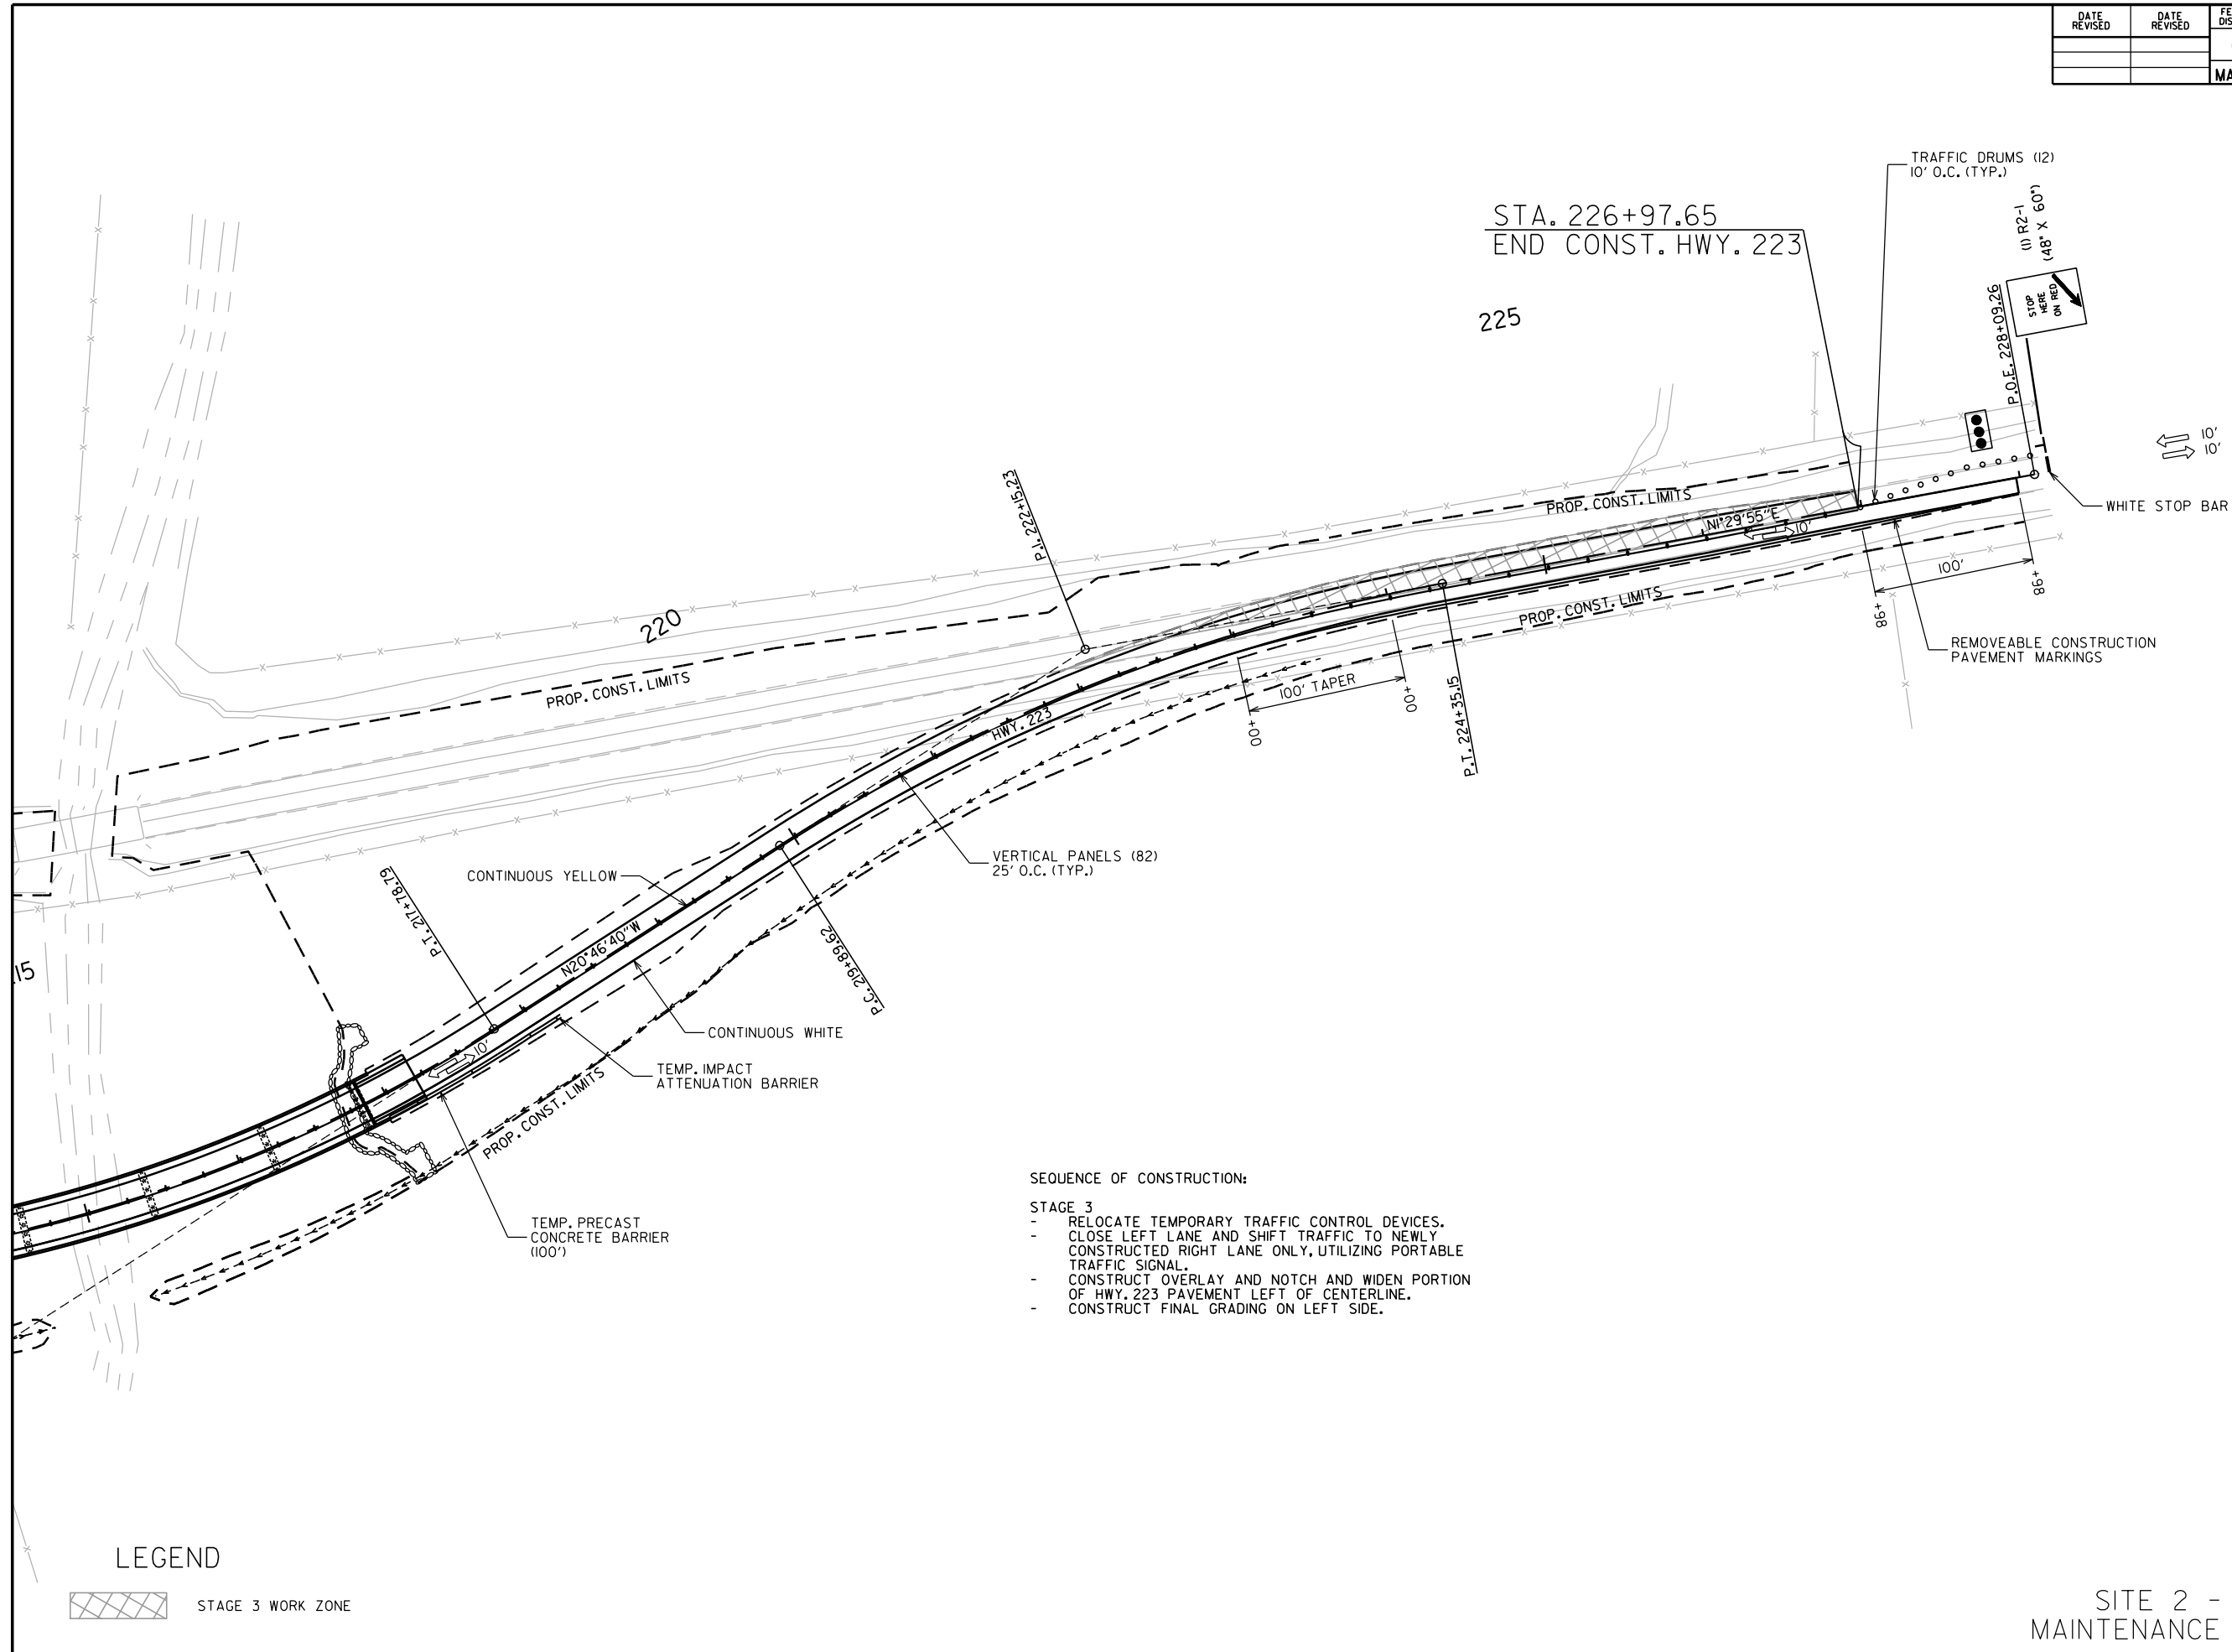 DATE
REVISED
DATE
REVISED
TRAFFIC DRUMS (12)
10' O.C. (TYP.)
(1) R2-1
(48" X 60")
STA. 226+97.65
END CONST. HWY. 223
STOP
HERE
ON RED
P.O.E. 228+09.26
225
10'
10'
WHITE STOP BAR
PROP. CONST. LIMITS
N1°29'55"E
10'
P.I. 222+15.23
100'
+98
+98
PROP. CONST. LIMITS
REMOVEABLE CONSTRUCTION
PAVEMENT MARKINGS
220
PROP. CONST. LIMITS
100' TAPER
+00
+00
P.T. 224+35.15
HWY. 223
VERTICAL PANELS (82)
25' O.C. (TYP.)
CONTINUOUS YELLOW
P.T. 217+78.79
N20°46'40"W
P.C. 219+89.62
15
CONTINUOUS WHITE
10'
TEMP. IMPACT
ATTENUATION BARRIER
PROP. CONST. LIMITS
TEMP. PRECAST
CONCRETE BARRIER
(100')
SEQUENCE OF CONSTRUCTION:
STAGE 3
- RELOCATE TEMPORARY TRAFFIC CONTROL DEVICES.
- CLOSE LEFT LANE AND SHIFT TRAFFIC TO NEWLY
CONSTRUCTED RIGHT LANE ONLY, UTILIZING PORTABLE
TRAFFIC SIGNAL.
- CONSTRUCT OVERLAY AND NOTCH AND WIDEN PORTION
OF HWY. 223 PAVEMENT LEFT OF CENTERLINE.
- CONSTRUCT FINAL GRADING ON LEFT SIDE.
LEGEND
STAGE 3 WORK ZONE
SITE 2 -
MAINTENANCE